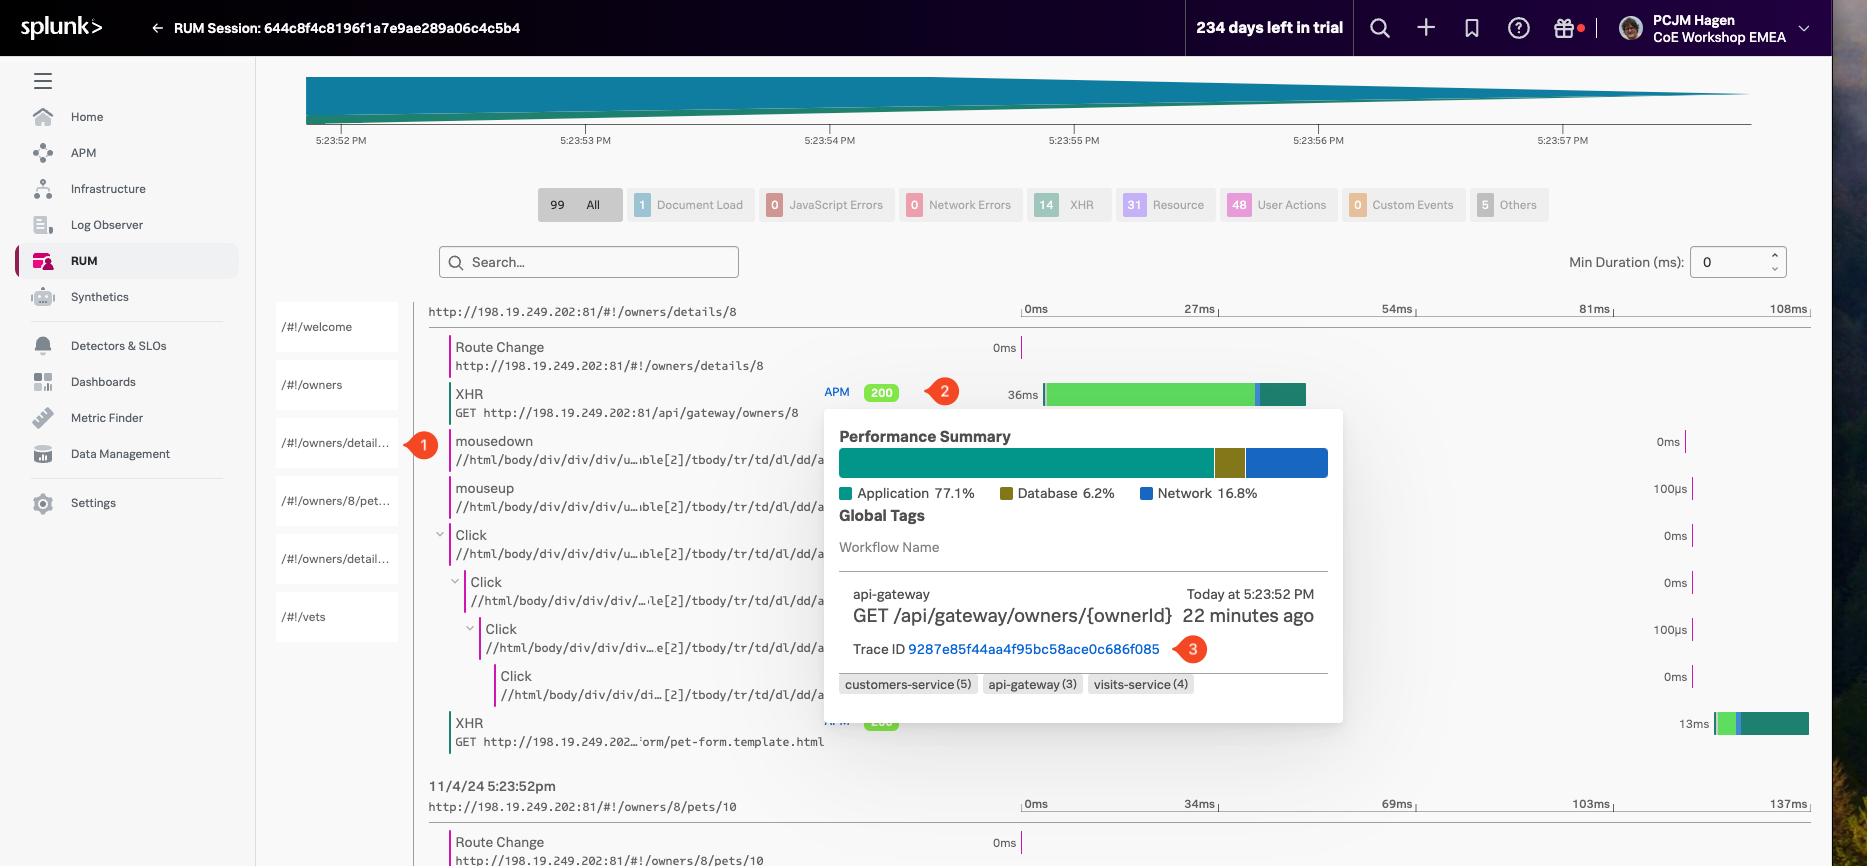 splunk>
RUM Session: 644c8f4c8196f1a7e9ae289a06c4c5b4
234 days left in trial
PCJM Hagen
CoE Workshop EMEA
Home
APM
Infrastructure
Log Observer
RUM
Synthetics
Detectors & SLOs
Dashboards
Metric Finder
Data Management
Settings
5:23:52 PM 5:23:53 PM 5:23:54 PM 5:23:55 PM 5:23:56 PM 5:23:57 PM
99 All 1 Document Load 0 JavaScript Errors 0 Network Errors 14 XHR 31 Resource 48 User Actions 0 Custom Events 5 Others
Search...
Min Duration (ms): 0
/#!/welcome
/#!/owners
/#!/owners/detail...
/#!/owners/8/pet...
/#!/owners/detail...
/#!/vets
1
http://198.19.249.202:81/#!/owners/details/8 0ms 27ms 54ms 81ms 108ms
Route Change 0ms
http://198.19.249.202:81/#!/owners/details/8
XHR APM 200 2 36ms
GET http://198.19.249.202:81/api/gateway/owners/8
mousedown 0ms
//html/body/div/div/div/u...ble[2]/tbody/tr/td/dl/dd/a
mouseup 100μs
//html/body/div/div/div/u...ble[2]/tbody/tr/td/dl/dd/a
Click 0ms
//html/body/div/div/div/u...ble[2]/tbody/tr/td/dl/dd/a
Click 0ms
//html/body/div/div/div/...le[2]/tbody/tr/td/dl/dd/a
Click 100μs
//html/body/div/div/div...e[2]/tbody/tr/td/dl/dd/a
Click 0ms
//html/body/div/div/di...[2]/tbody/tr/td/dl/dd/a
XHR APM 200 13ms
GET http://198.19.249.202...form/pet-form.template.html
Performance Summary
Application 77.1% Database 6.2% Network 16.8%
Global Tags
Workflow Name
api-gateway Today at 5:23:52 PM
GET /api/gateway/owners/{ownerId} 22 minutes ago
Trace ID 9287e85f44aa4f95bc58ace0c686f085 3
customers-service (5) api-gateway (3) visits-service (4)
11/4/24 5:23:52pm
http://198.19.249.202:81/#!/owners/8/pets/10 0ms 34ms 69ms 103ms 137ms
Route Change 0ms
http://198.19.249.202:81/#!/owners/8/pets/10